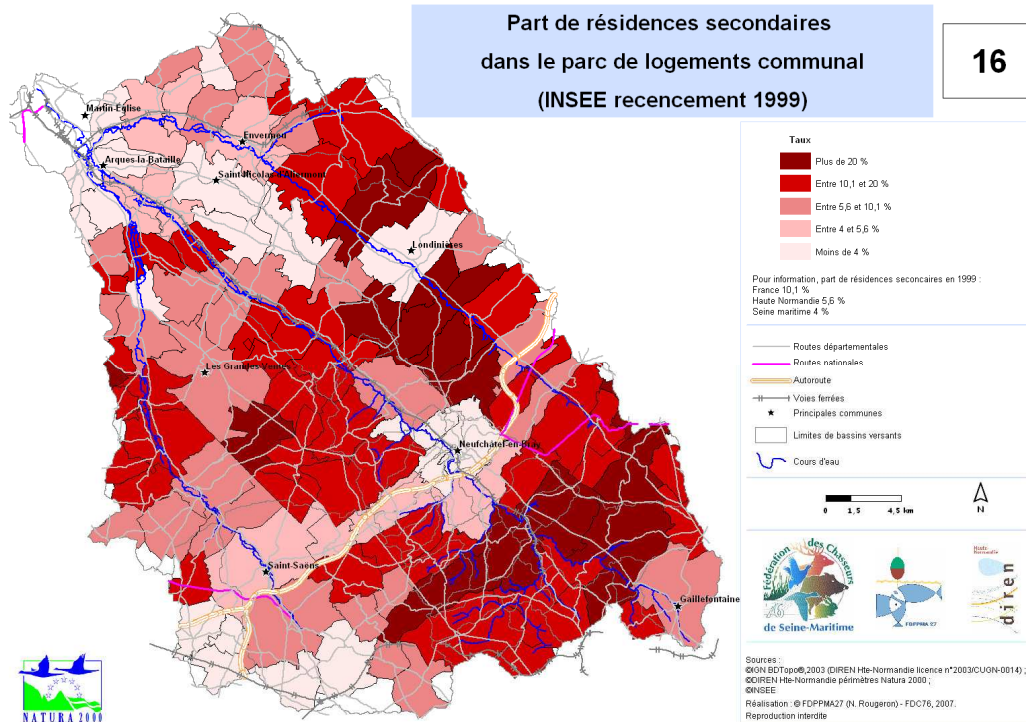 Part de résidences secondaires
dans le parc de logements communal
(INSEE recencement 1999)
16
Martin-Église
Envermeu
Arques-la-Bataille
Saint-Nicolas-d'Aliermont
Londinières
Les Grandes-Ventes
Neufchâtel-en-Bray
Saint-Saëns
Gaillefontaine
Taux
Plus de 20 %
Entre 10,1 et 20 %
Entre 5,6 et 10,1 %
Entre 4 et 5,6 %
Moins de 4 %
Pour information, part de résidences seconcaires en 1999 :
France 10,1 %
Haute Normandie 5,6 %
Seine maritime 4 %
Routes départementales
Routes nationales
Autoroute
Voies ferrées
Principales communes
Limites de bassins versants
Cours d'eau
0 1,5 4,5 km
N
Fédération des Chasseurs
76
de Seine-Maritime
FDPPMA 27
Haute
Normandie
diren
NATURA 2000
Sources :
©IGN BDTopo®,2003 (DIREN Hte-Normandie licence n°2003/CUGN-0014) ;
©DIREN Hte-Normandie périmètres Natura 2000 ;
©INSEE
Réalisation : © FDPPMA27 (N. Rougeron) - FDC76, 2007.
Reproduction interdite